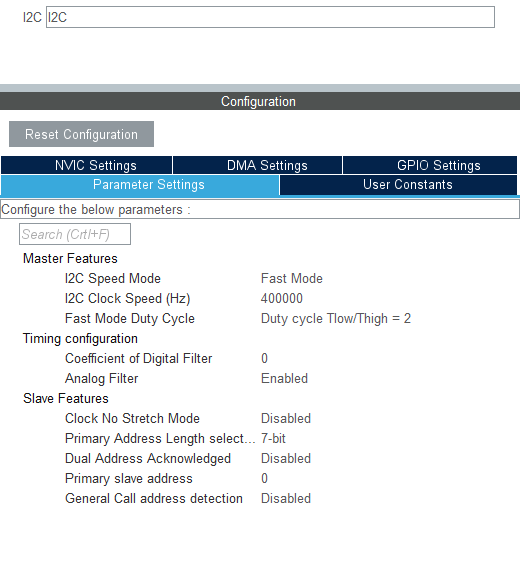 I2C I2C
Configuration
Reset Configuration
NVIC Settings DMA Settings GPIO Settings
Parameter Settings User Constants
Configure the below parameters :
Search (Crtl+F)
Master Features
I2C Speed Mode Fast Mode
I2C Clock Speed (Hz) 400000
Fast Mode Duty Cycle Duty cycle Tlow/Thigh = 2
Timing configuration
Coefficient of Digital Filter 0
Analog Filter Enabled
Slave Features
Clock No Stretch Mode Disabled
Primary Address Length select... 7-bit
Dual Address Acknowledged Disabled
Primary slave address 0
General Call address detection Disabled